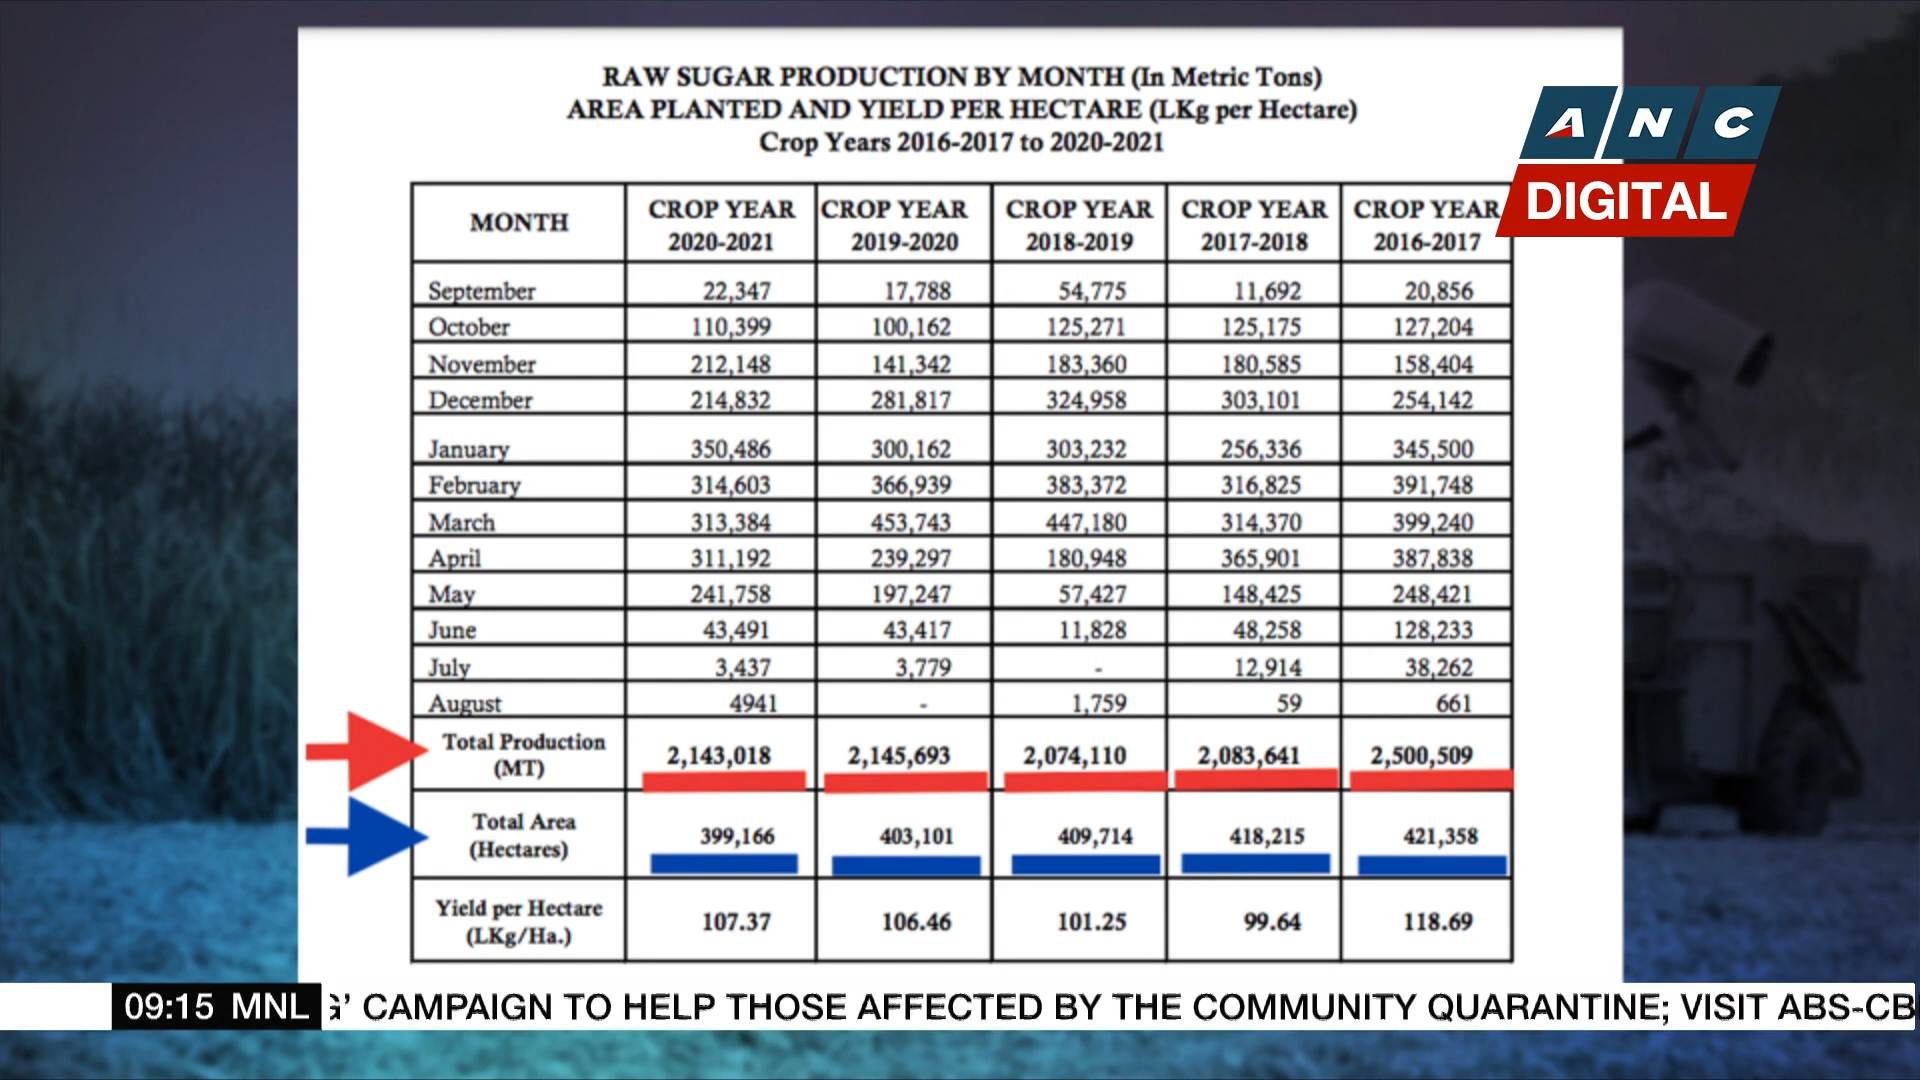 RAW SUGAR PRODUCTION BY MONTH (In Metric Tons)
AREA PLANTED AND YIELD PER HECTARE (LKg per Hectare)
Crop Years 2016-2017 to 2020-2021
ANC
DIGITAL
MONTH CROP YEAR 2020-2021 CROP YEAR 2019-2020 CROP YEAR 2018-2019 CROP YEAR 2017-2018 CROP YEAR 2016-2017
September 22,347 17,788 54,775 11,692 20,856
October 110,399 100,162 125,271 125,175 127,204
November 212,148 141,342 183,360 180,585 158,404
December 214,832 281,817 324,958 303,101 254,142
January 350,486 300,162 303,232 256,336 345,500
February 314,603 366,939 383,372 316,825 391,748
March 313,384 453,743 447,180 314,370 399,240
April 311,192 239,297 180,948 365,901 387,838
May 241,758 197,247 57,427 148,425 248,421
June 43,491 43,417 11,828 48,258 128,233
July 3,437 3,779 - 12,914 38,262
August 4941 - 1,759 59 661
Total Production (MT) 2,143,018 2,145,693 2,074,110 2,083,641 2,500,509
Total Area (Hectares) 399,166 403,101 409,714 418,215 421,358
Yield per Hectare (LKg/Ha.) 107.37 106.46 101.25 99.64 118.69
09:15 MNL G' CAMPAIGN TO HELP THOSE AFFECTED BY THE COMMUNITY QUARANTINE; VISIT ABS-CB